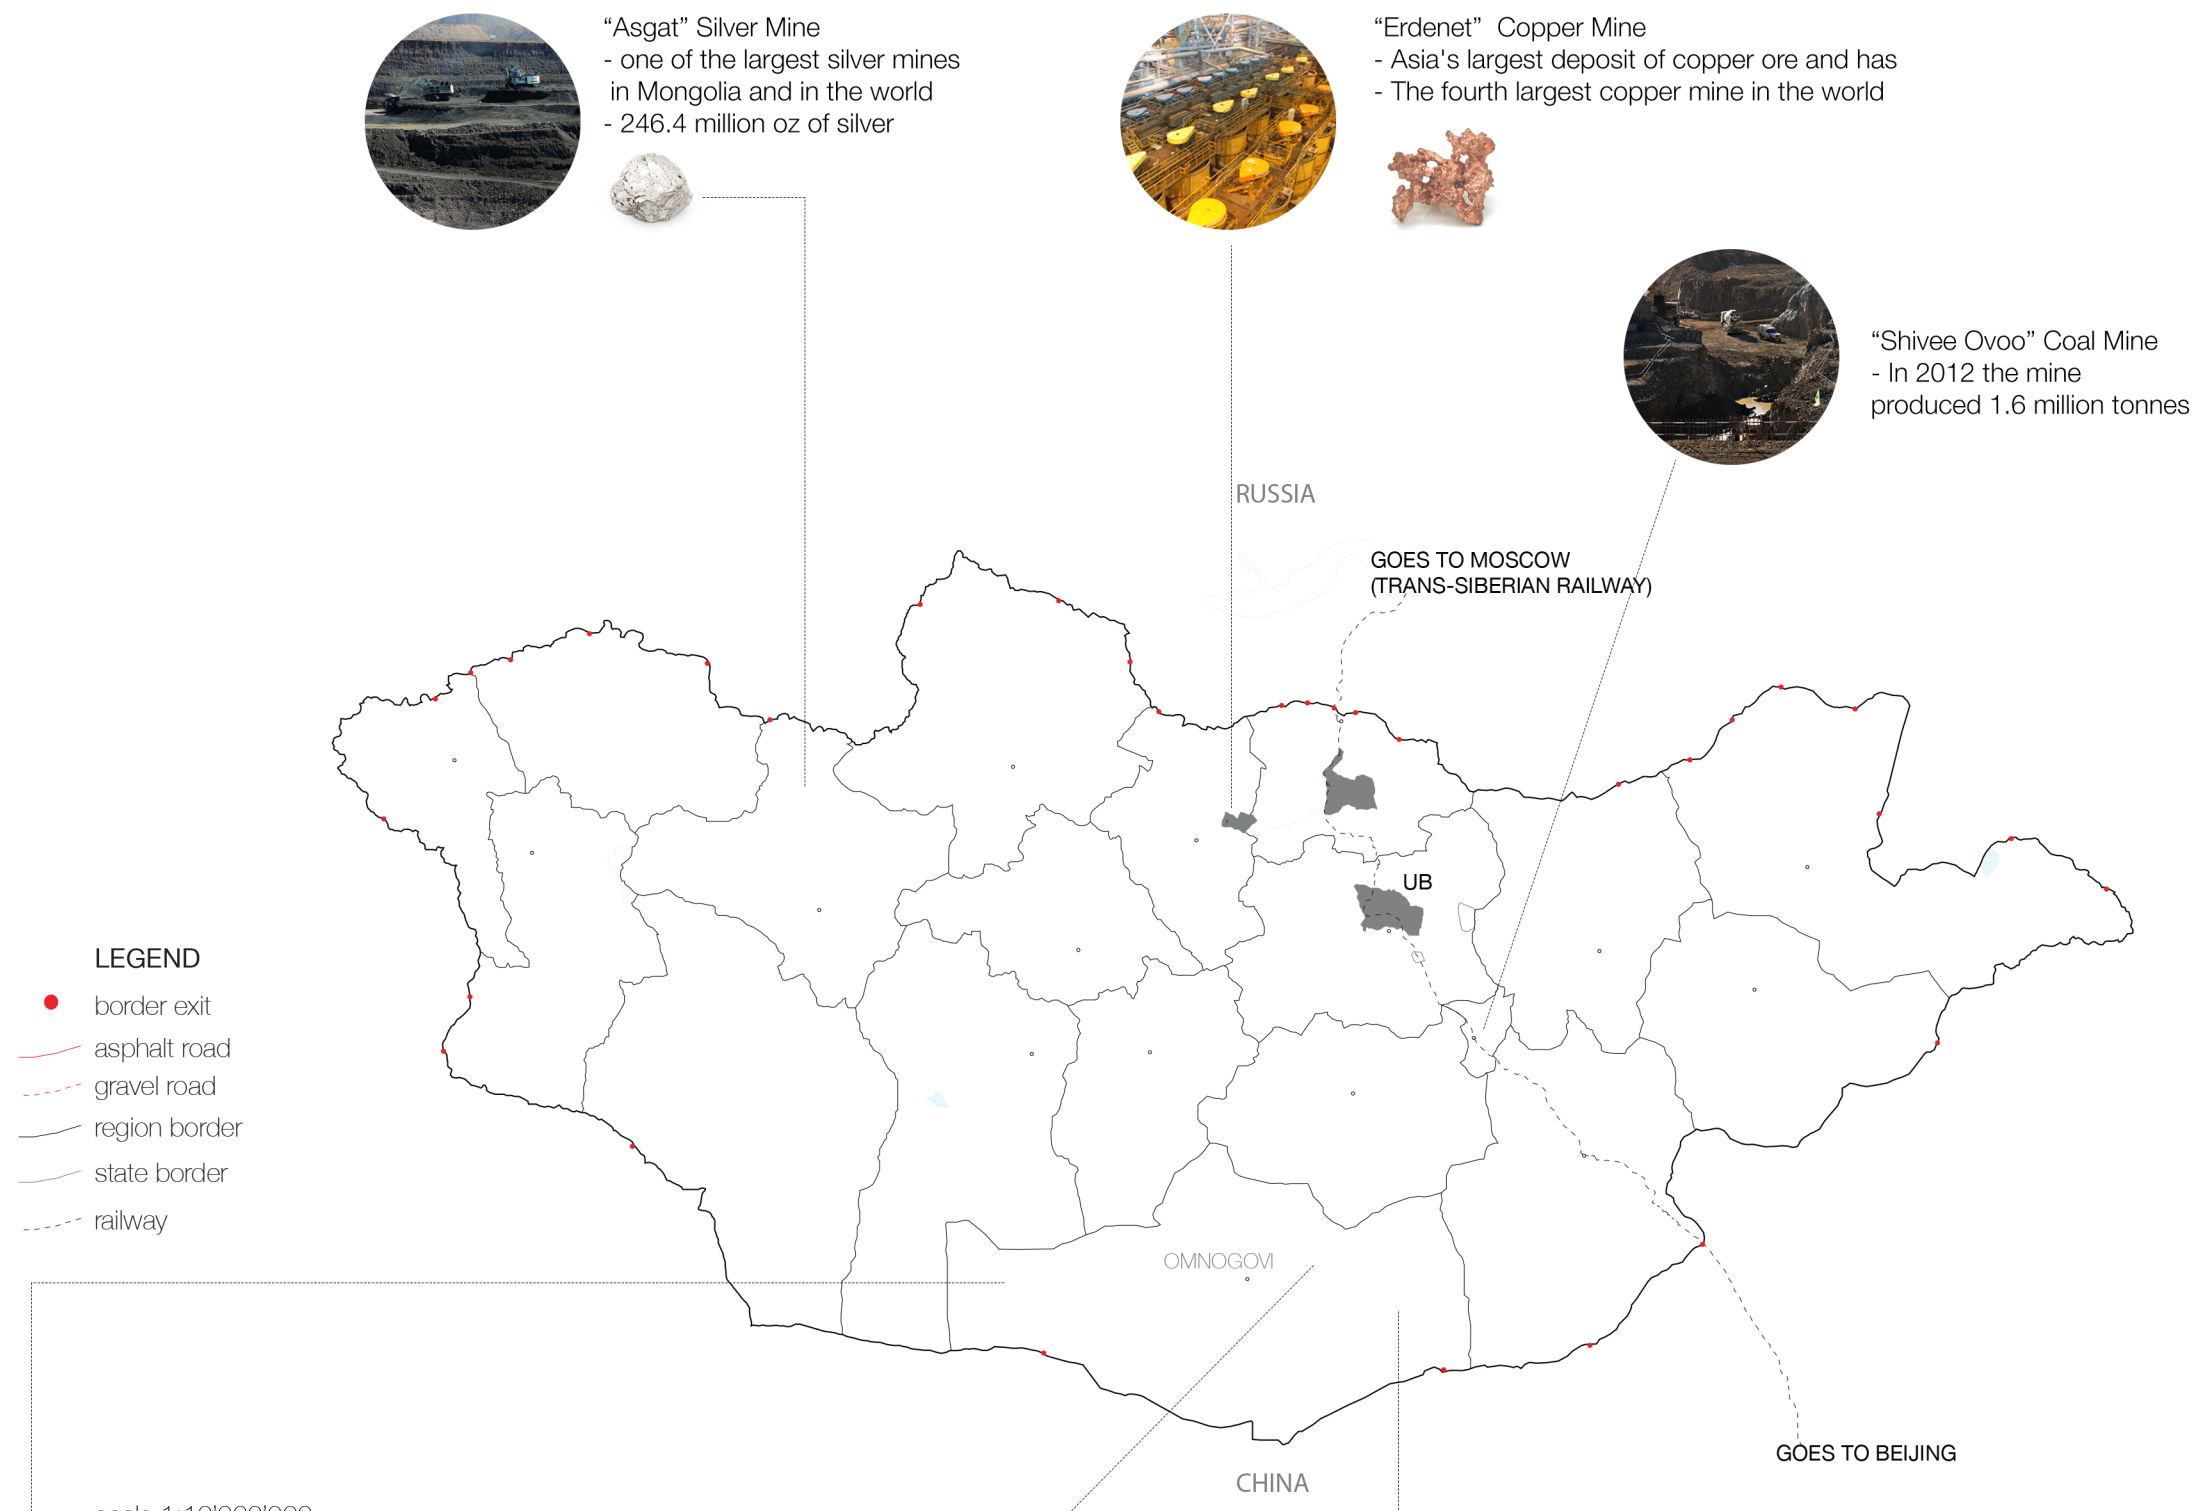 “Asgat” Silver Mine
- one of the largest silver mines
in Mongolia and in the world
- 246.4 million oz of silver
“Erdenet” Copper Mine
- Asia's largest deposit of copper ore and has
- The fourth largest copper mine in the world
“Shivee Ovoo” Coal Mine
- In 2012 the mine
produced 1.6 million tonnes
RUSSIA
GOES TO MOSCOW
(TRANS-SIBERIAN RAILWAY)
UB
LEGEND
border exit
asphalt road
gravel road
region border
state border
railway
OMNOGOVI
GOES TO BEIJING
CHINA